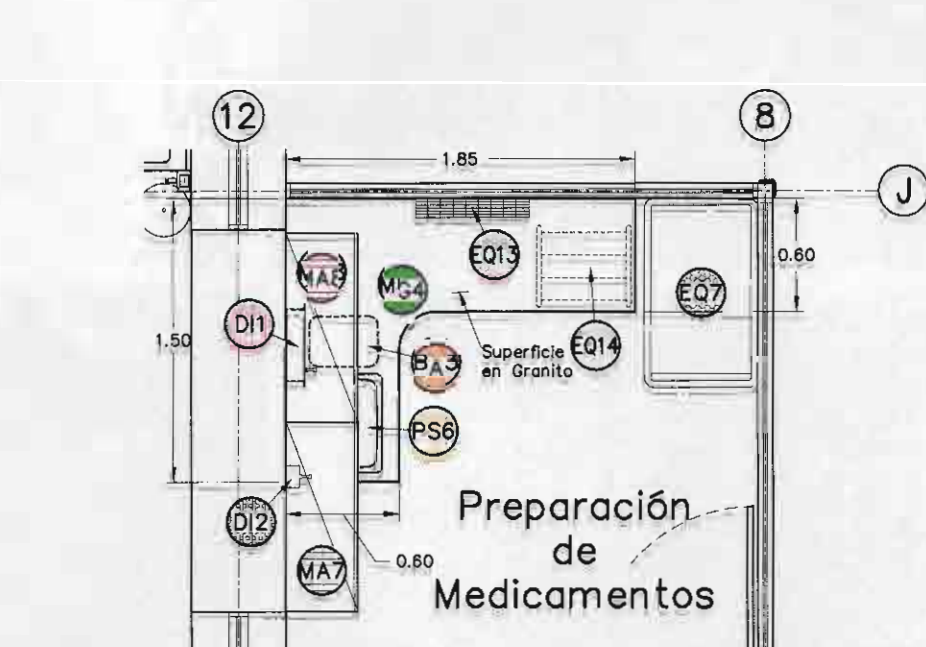 12
8
1.85
J
EQ13
0.60
MA8
MG4
EQ7
DI1
1.50
Superficie
en Granito
EQ14
BA3
PS6
Preparación
de
Medicamentos
DI2
0.60
MA7